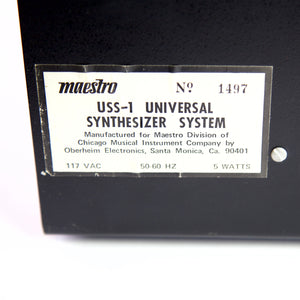 maestro No 1497
USS-1 UNIVERSAL
SYNTHESIZER SYSTEM
Manufactured for Maestro Division of
Chicago Musical Instrument Company by
Oberheim Electronics, Santa Monica, Ca. 90401
117 VAC 50-60 HZ 5 WATTS